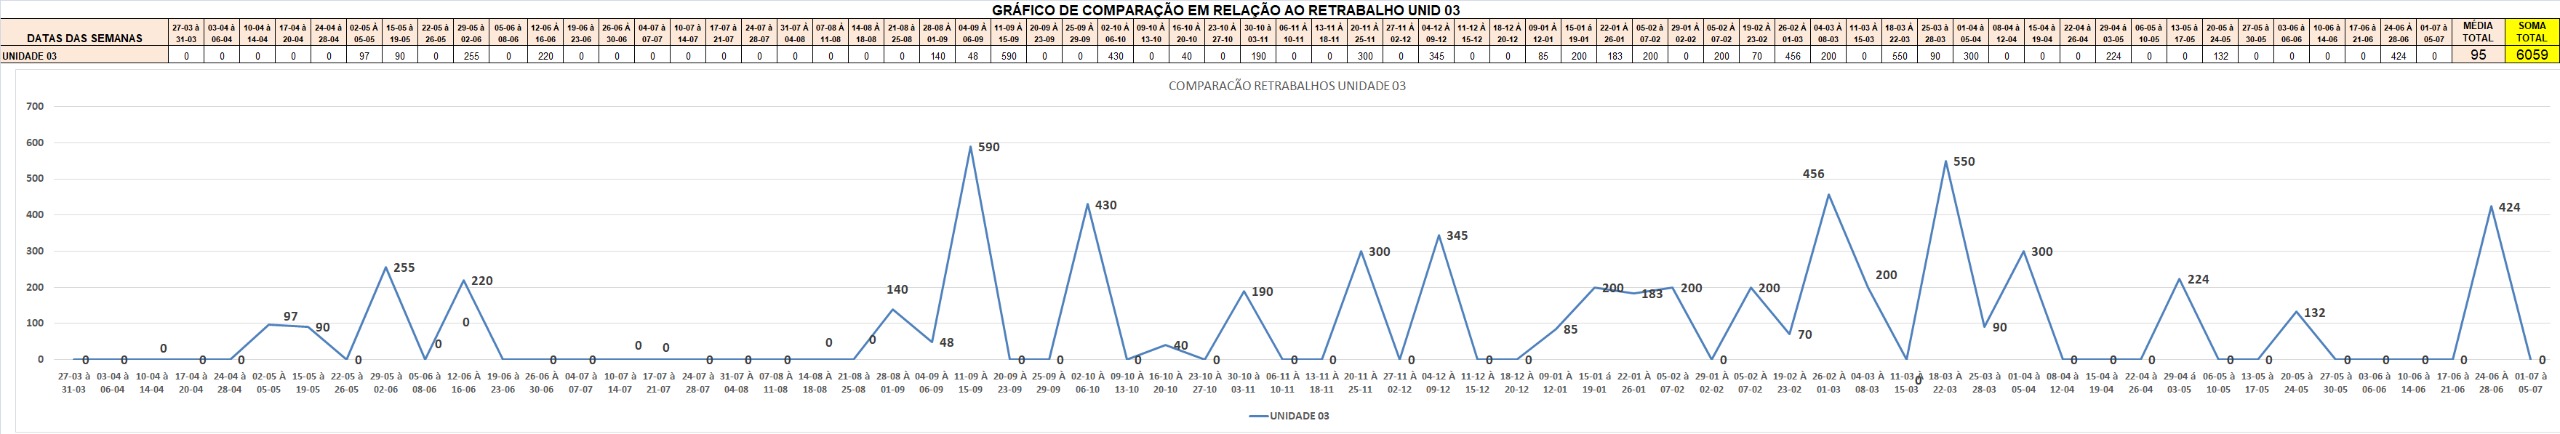 GRÁFICO DE COMPARAÇÃO EM RELAÇÃO AO RETRABALHO UNID 03
DATAS DAS SEMANAS 27-03 à 31-03 03-04 à 06-04 10-04 à 14-04 17-04 à 20-04 24-04 à 28-04 02-05 À 05-05 15-05 à 19-05 22-05 à 26-05 29-05 à 02-06 05-06 à 08-06 12-06 À 16-06 19-06 à 23-06 26-06 À 30-06 04-07 à 07-07 10-07 à 14-07 17-07 à 21-07 24-07 à 28-07 31-07 À 04-08 07-08 À 11-08 14-08 À 18-08 21-08 à 25-08 28-08 À 01-09 04-09 À 06-09 11-09 À 15-09 20-09 À 23-09 25-09 À 29-09 02-10 À 06-10 09-10 À 13-10 16-10 À 20-10 23-10 À 27-10 30-10 à 03-11 06-11 À 10-11 13-11 À 18-11 20-11 À 25-11 27-11 À 02-12 04-12 À 09-12 11-12 À 15-12 18-12 À 20-12 09-01 À 12-01 15-01 à 19-01 22-01 À 26-01 05-02 à 07-02 29-01 À 02-02 05-02 À 07-02 19-02 À 23-02 26-02 À 01-03 04-03 À 08-03 11-03 À 15-03 18-03 À 22-03 25-03 à 28-03 01-04 à 05-04 08-04 à 12-04 15-04 à 19-04 22-04 à 26-04 29-04 à 03-05 06-05 à 10-05 13-05 à 17-05 20-05 À 24-05 27-05 à 30-05 03-06 à 06-06 10-06 à 14-06 17-06 à 21-06 24-06 À 28-06 01-07 à 05-07 MÉDIA TOTAL SOMA TOTAL
UNIDADE 03 0 0 0 0 0 97 90 0 255 0 220 0 0 0 0 0 0 0 0 0 0 140 48 590 0 0 430 0 40 0 190 0 0 300 0 345 0 0 85 200 183 200 0 200 70 456 200 0 550 90 300 0 0 0 224 0 0 132 0 0 0 0 424 0 95 6059
COMPARACÃO RETRABALHOS UNIDADE 03
700
600
500
400
300
200
100
0
0 0 0 0 0 97 90 0 255 0 220 0 0 0 0 0 0 0 0 0 0 140 48 590 0 0 430 0 40 0 190 0 0 300 0 345 0 0 85 200 183 200 0 200 70 456 200 0 550 90 300 0 0 0 224 0 0 132 0 0 0 0 424 0
27-03 à 03-04 à 10-04 à 17-04 à 24-04 à 02-05 À 15-05 à 22-05 à 29-05 à 05-06 à 12-06 À 19-06 à 26-06 À 04-07 à 10-07 à 17-07 à 24-07 à 31-07 À 07-08 À 14-08 À 21-08 à 28-08 À 04-09 À 11-09 À 20-09 À 25-09 À 02-10 À 09-10 À 16-10 À 23-10 À 30-10 à 06-11 À 13-11 À 20-11 À 27-11 À 04-12 À 11-12 À 18-12 À 09-01 À 15-01 á 22-01 À 05-02 à 29-01 À 05-02 À 19-02 À 26-02 À 04-03 À 11-03 À 18-03 À 25-03 à 01-04 à 08-04 à 15-04 à 22-04 à 29-04 á 06-05 à 13-05 à 20-05 À 27-05 à 03-06 à 10-06 à 17-06 à 24-06 À 01-07 à
31-03 06-04 14-04 20-04 28-04 05-05 19-05 26-05 02-06 08-06 16-06 23-06 30-06 07-07 14-07 21-07 28-07 04-08 11-08 18-08 25-08 01-09 06-09 15-09 23-09 29-09 06-10 13-10 20-10 27-10 03-11 10-11 18-11 25-11 02-12 09-12 15-12 20-12 12-01 19-01 26-01 07-02 02-02 07-02 23-02 01-03 08-03 15-03 22-03 28-03 05-04 12-04 19-04 26-04 03-05 10-05 17-05 24-05 30-05 06-06 14-06 21-06 28-06 05-07
UNIDADE 03